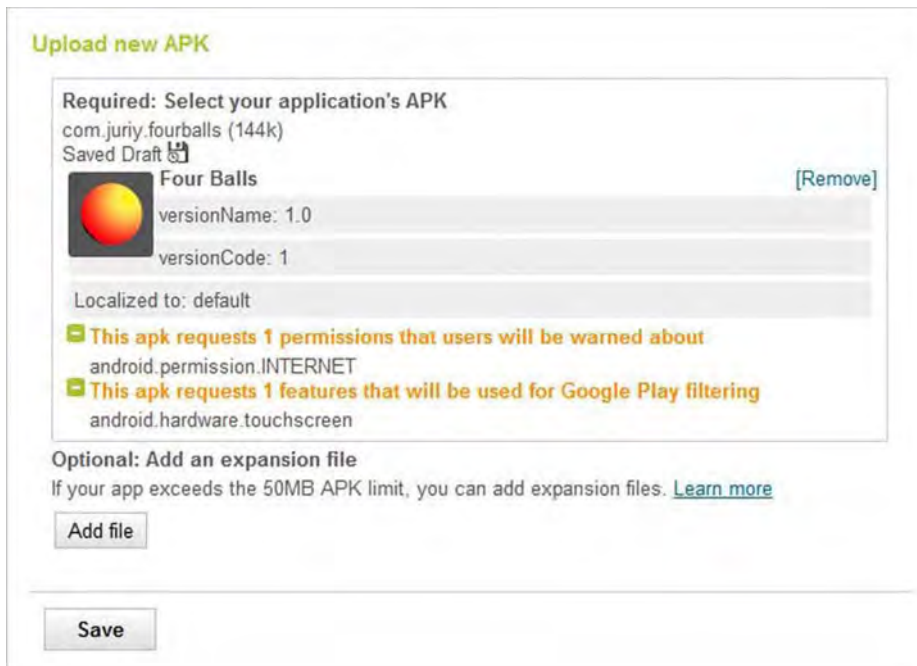 Upload new APK
Required: Select your application's APK
com.juriy.fourballs (144k)
Saved Draft
Four Balls
[Remove]
versionName: 1.0
versionCode: 1
Localized to: default
This apk requests 1 permissions that users will be warned about
android.permission.INTERNET
This apk requests 1 features that will be used for Google Play filtering
android.hardware.touchscreen
Optional: Add an expansion file
If your app exceeds the 50MB APK limit, you can add expansion files. Learn more
Add file
Save